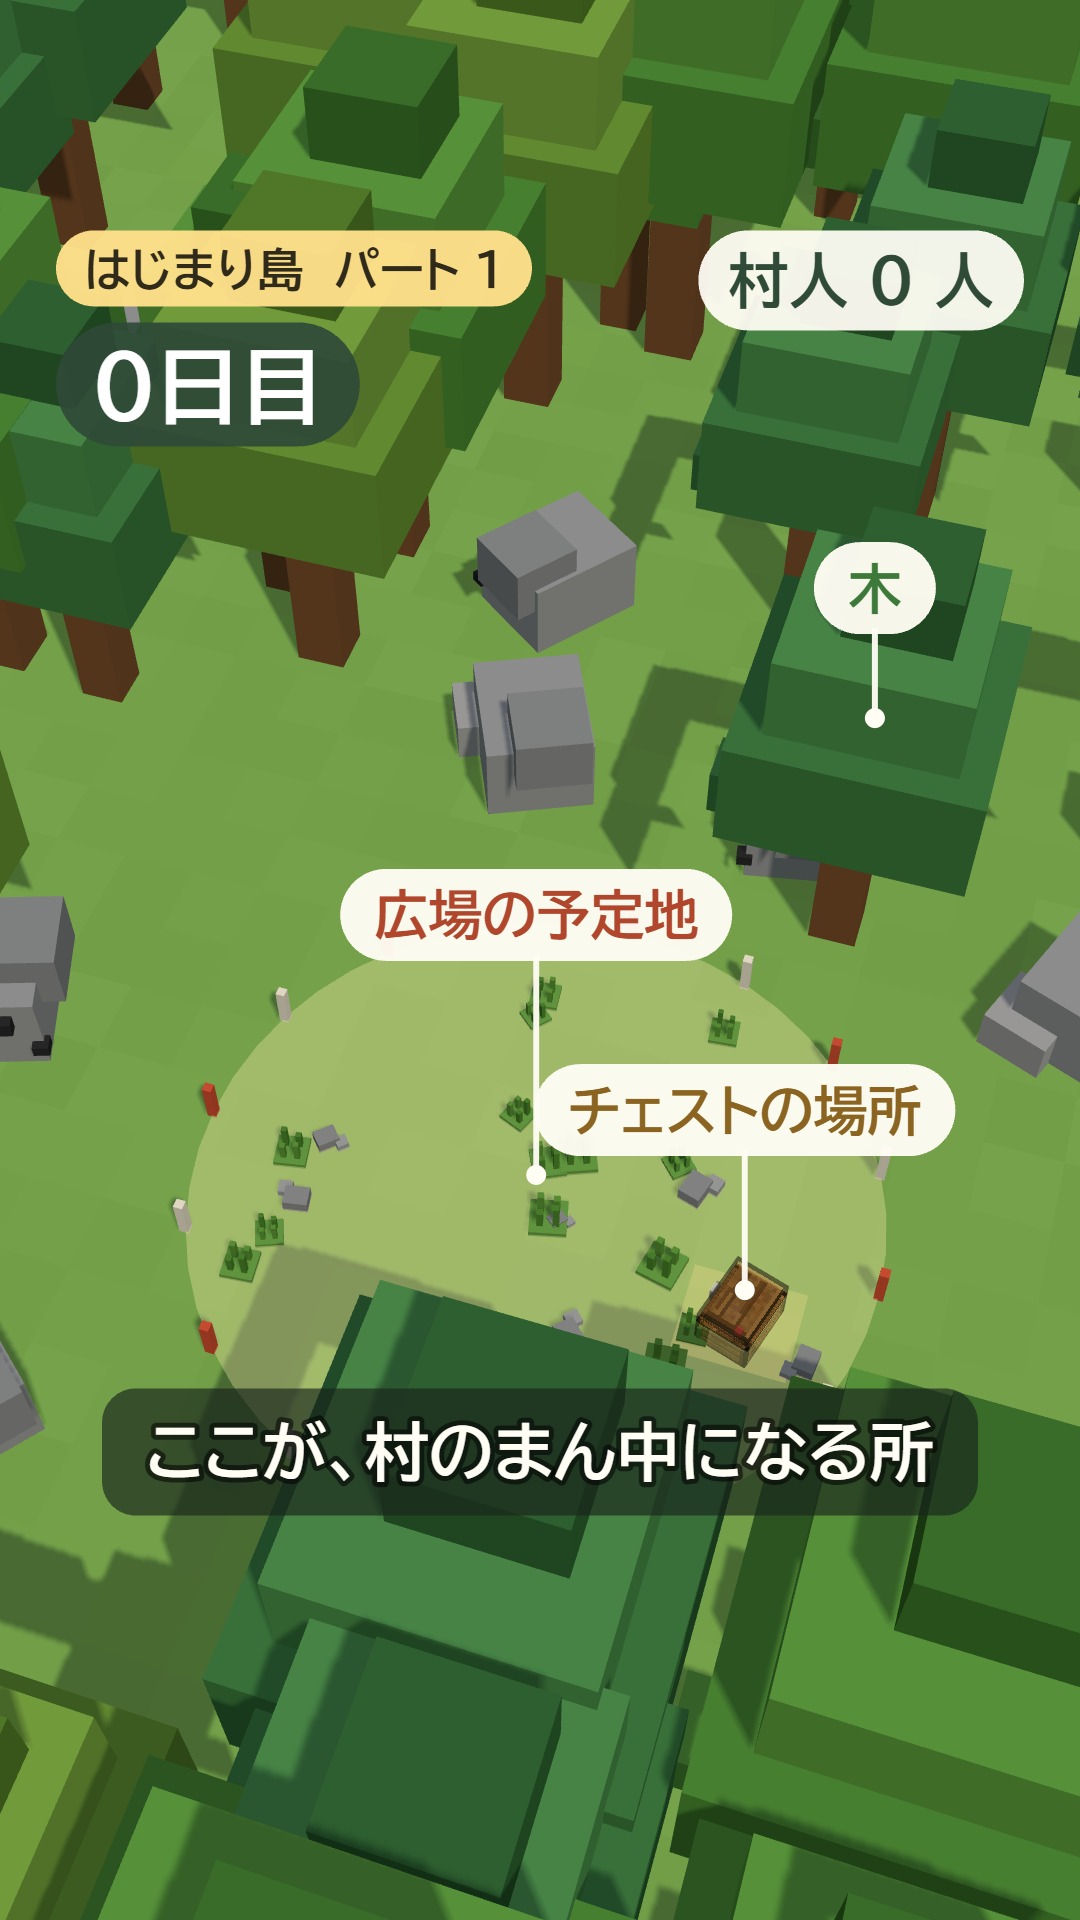 はじまり島 パート 1
村人 0 人
0日目
木
広場の予定地
チェストの場所
ここが、村のまん中になる所